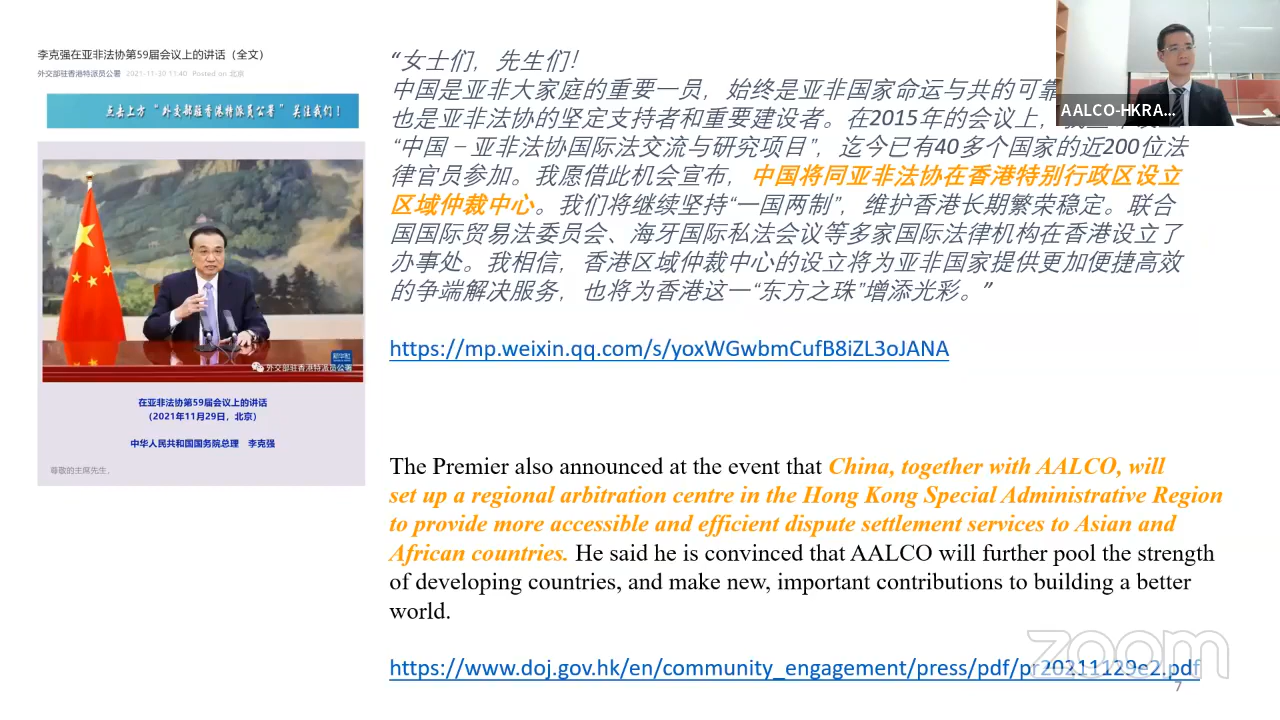 李克强在亚非法协第59届会议上的讲话（全文）
外交部驻香港特派员公署 2021-11-30 11:40 Posted on 北京
点击上方“外交部驻香港特派员公署”关注我们！
新华社
外交部驻香港特派员公署
在亚非法协第59届会议上的讲话
（2021年11月29日，北京）
中华人民共和国国务院总理 李克强
尊敬的主席先生，
“女士们，先生们！
中国是亚非大家庭的重要一员，始终是亚非国家命运与共的可靠
也是亚非法协的坚定支持者和重要建设者。在2015年的会议上，
“中国－亚非法协国际法交流与研究项目”，迄今已有40多个国家的近200位法
律官员参加。我愿借此机会宣布，中国将同亚非法协在香港特别行政区设立
区域仲裁中心。我们将继续坚持“一国两制”，维护香港长期繁荣稳定。联合
国国际贸易法委员会、海牙国际私法会议等多家国际法律机构在香港设立了
办事处。我相信，香港区域仲裁中心的设立将为亚非国家提供更加便捷高效
的争端解决服务，也将为香港这一“东方之珠”增添光彩。”
https://mp.weixin.qq.com/s/yoxWGwbmCufB8iZL3oJANA
The Premier also announced at the event that China, together with AALCO, will
set up a regional arbitration centre in the Hong Kong Special Administrative Region
to provide more accessible and efficient dispute settlement services to Asian and
African countries. He said he is convinced that AALCO will further pool the strength
of developing countries, and make new, important contributions to building a better
world.
https://www.doj.gov.hk/en/community_engagement/press/pdf/pr20211129e2.pdf
7
AALCO-HKRA...
zoom